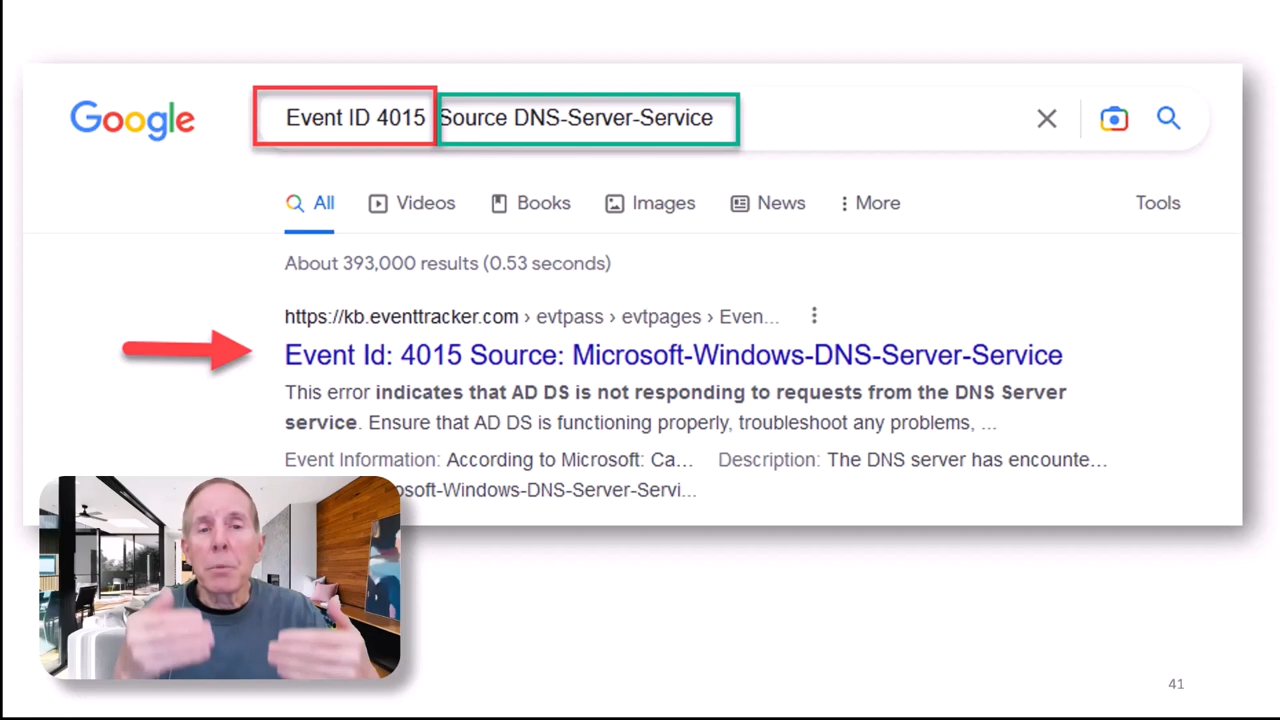 Google
Event ID 4015 Source DNS-Server-Service
All Videos Books Images News More Tools
About 393,000 results (0.53 seconds)
https://kb.eventtracker.com › evtpass › evtpages › Even...
Event Id: 4015 Source: Microsoft-Windows-DNS-Server-Service
This error indicates that AD DS is not responding to requests from the DNS Server
service. Ensure that AD DS is functioning properly, troubleshoot any problems, ...
Event Information: According to Microsoft: Ca... Description: The DNS server has encounte...
osoft-Windows-DNS-Server-Servi...
41